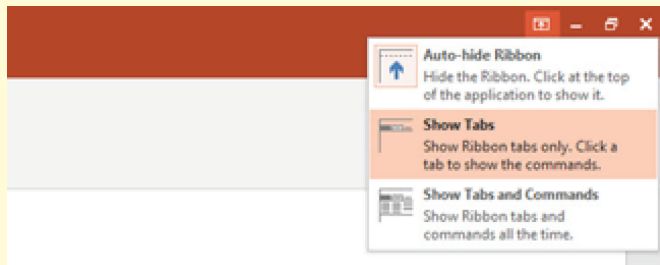 Auto-hide Ribbon
Hide the Ribbon. Click at the top
of the application to show it.
Show Tabs
Show Ribbon tabs only. Click a
tab to show the commands.
Show Tabs and Commands
Show Ribbon tabs and
commands all the time.